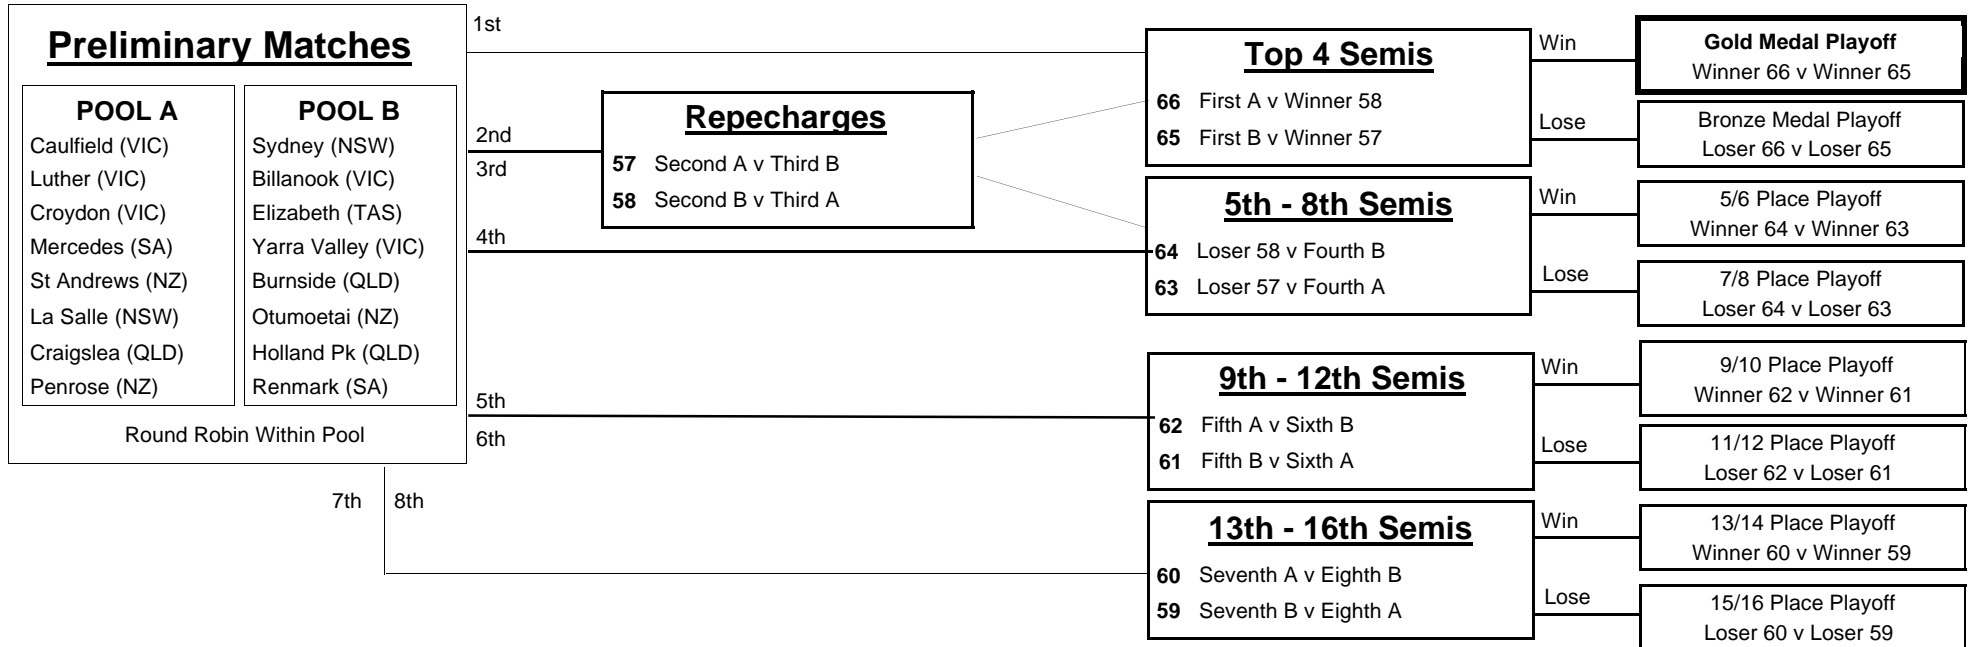 Preliminary Matches
POOL A
Caulfield (VIC)
Luther (VIC)
Croydon (VIC)
Mercedes (SA)
St Andrews (NZ)
La Salle (NSW)
Craigslea (QLD)
Penrose (NZ)
POOL B
Sydney (NSW)
Billanook (VIC)
Elizabeth (TAS)
Yarra Valley (VIC)
Burnside (QLD)
Otumoetai (NZ)
Holland Pk (QLD)
Renmark (SA)
Round Robin Within Pool
1st
2nd
3rd
4th
5th
6th
7th
8th
Repecharges
57 Second A v Third B
58 Second B v Third A
Top 4 Semis
66 First A v Winner 58
65 First B v Winner 57
Win
Lose
Gold Medal Playoff
Winner 66 v Winner 65
Bronze Medal Playoff
Loser 66 v Loser 65
5th - 8th Semis
64 Loser 58 v Fourth B
63 Loser 57 v Fourth A
Win
Lose
5/6 Place Playoff
Winner 64 v Winner 63
7/8 Place Playoff
Loser 64 v Loser 63
9th - 12th Semis
62 Fifth A v Sixth B
61 Fifth B v Sixth A
Win
Lose
9/10 Place Playoff
Winner 62 v Winner 61
11/12 Place Playoff
Loser 62 v Loser 61
13th - 16th Semis
60 Seventh A v Eighth B
59 Seventh B v Eighth A
Win
Lose
13/14 Place Playoff
Winner 60 v Winner 59
15/16 Place Playoff
Loser 60 v Loser 59